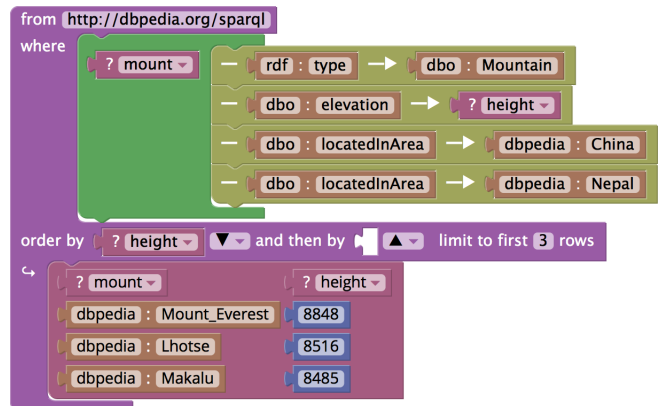 from http://dbpedia.org/sparql
where
? mount rdf : type dbo : Mountain
dbo : elevation ? height
dbo : locatedInArea dbpedia : China
dbo : locatedInArea dbpedia : Nepal
order by ? height ▼ and then by ▲ limit to first 3 rows
? mount ? height
dbpedia : Mount_Everest 8848
dbpedia : Lhotse 8516
dbpedia : Makalu 8485